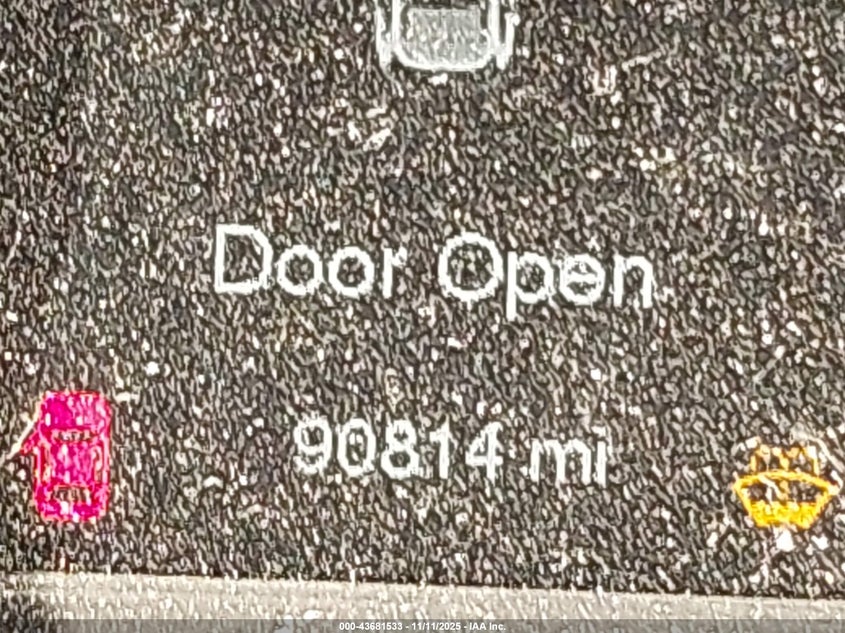 Door Open
90814 mi
000-43681533 - 11/11/2025 - IAA Inc.